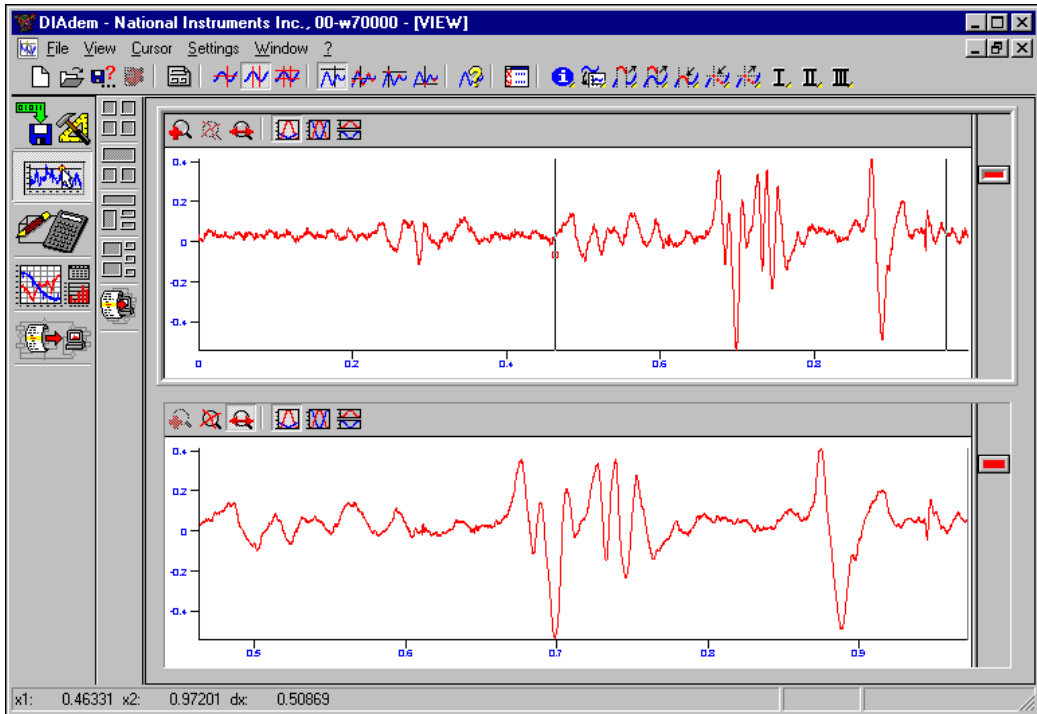 DIAdem - National Instruments Inc., 00-w70000 - [VIEW]
File View Cursor Settings Window ?
I. II. III.
0.4
0.2
0
-0.2
-0.4
0 0.2 0.4 0.6 0.8
0.4
0.2
0
-0.2
-0.4
0.5 0.6 0.7 0.8 0.9
x1: 0.46331 x2: 0.97201 dx: 0.50869